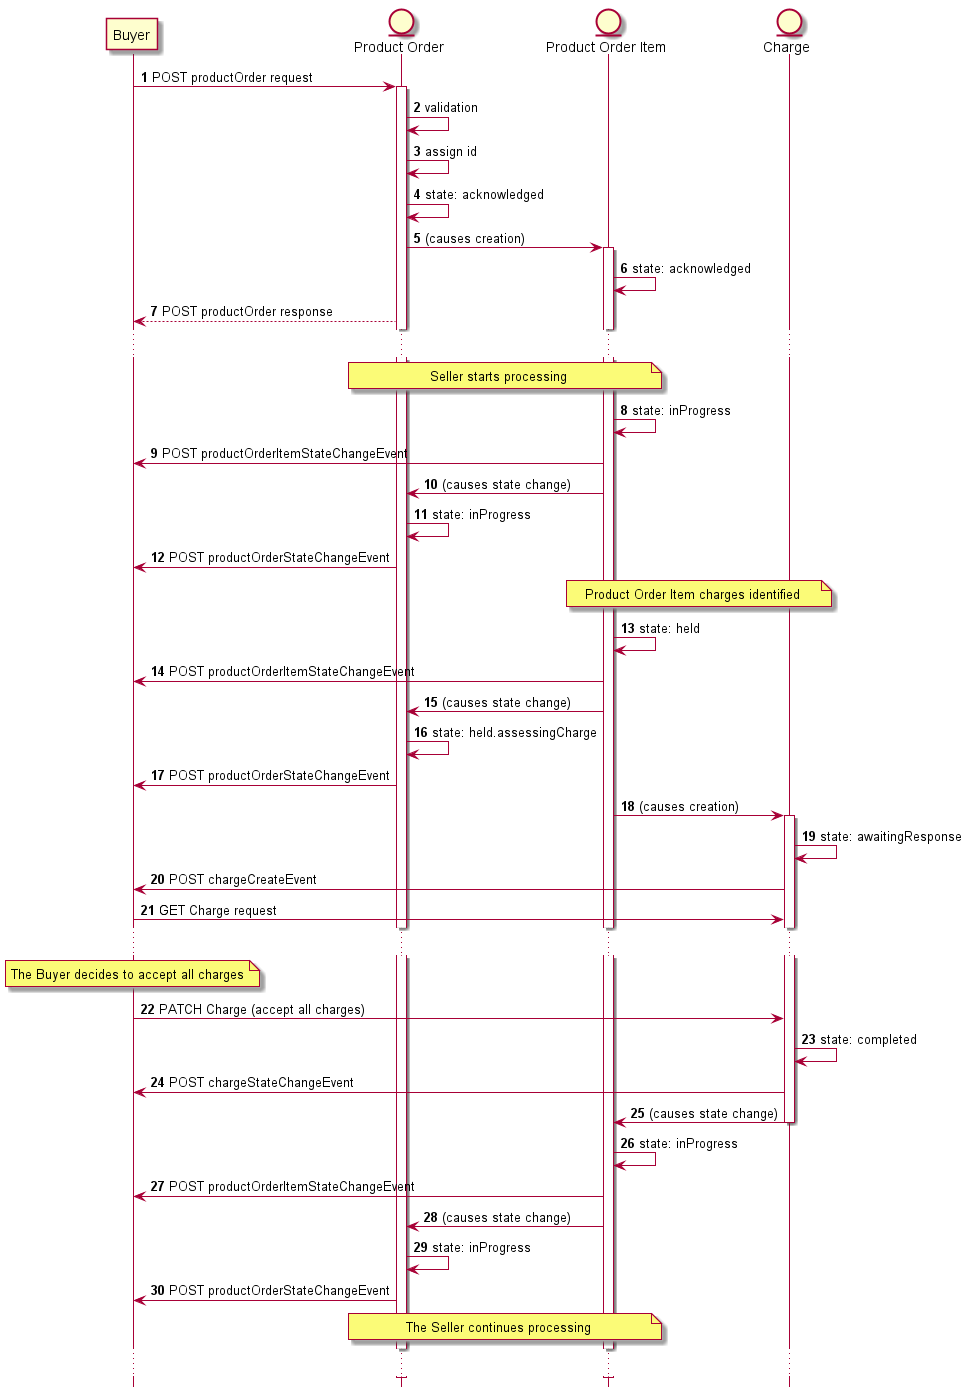 Buyer
Product Order
Product Order Item
Charge
1 POST productOrder request
2 validation
3 assign id
4 state: acknowledged
5 (causes creation)
6 state: acknowledged
7 POST productOrder response
Seller starts processing
8 state: inProgress
9 POST productOrderItemStateChangeEvent
10 (causes state change)
11 state: inProgress
12 POST productOrderStateChangeEvent
Product Order Item charges identified
13 state: held
14 POST productOrderItemStateChangeEvent
15 (causes state change)
16 state: held.assessingCharge
17 POST productOrderStateChangeEvent
18 (causes creation)
19 state: awaitingResponse
20 POST chargeCreateEvent
21 GET Charge request
The Buyer decides to accept all charges
22 PATCH Charge (accept all charges)
23 state: completed
24 POST chargeStateChangeEvent
25 (causes state change)
26 state: inProgress
27 POST productOrderItemStateChangeEvent
28 (causes state change)
29 state: inProgress
30 POST productOrderStateChangeEvent
The Seller continues processing